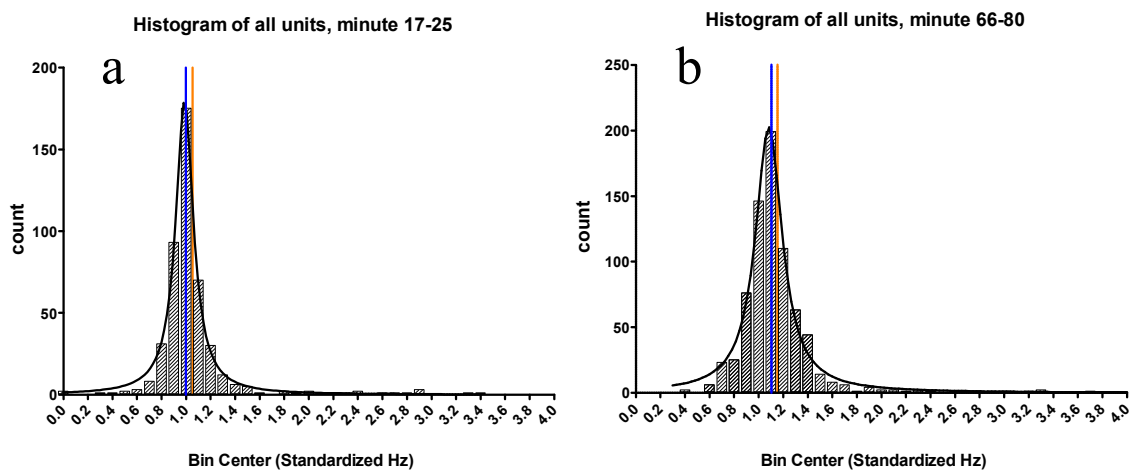 Histogram of all units, minute 17-25
a
count
200
150
100
50
0
0.0 0.2 0.4 0.6 0.8 1.0 1.2 1.4 1.6 1.8 2.0 2.2 2.4 2.6 2.8 3.0 3.2 3.4 3.6 3.8 4.0
Bin Center (Standardized Hz)
Histogram of all units, minute 66-80
b
count
250
200
150
100
50
0
0.0 0.2 0.4 0.6 0.8 1.0 1.2 1.4 1.6 1.8 2.0 2.2 2.4 2.6 2.8 3.0 3.2 3.4 3.6 3.8 4.0
Bin Center (Standardized Hz)